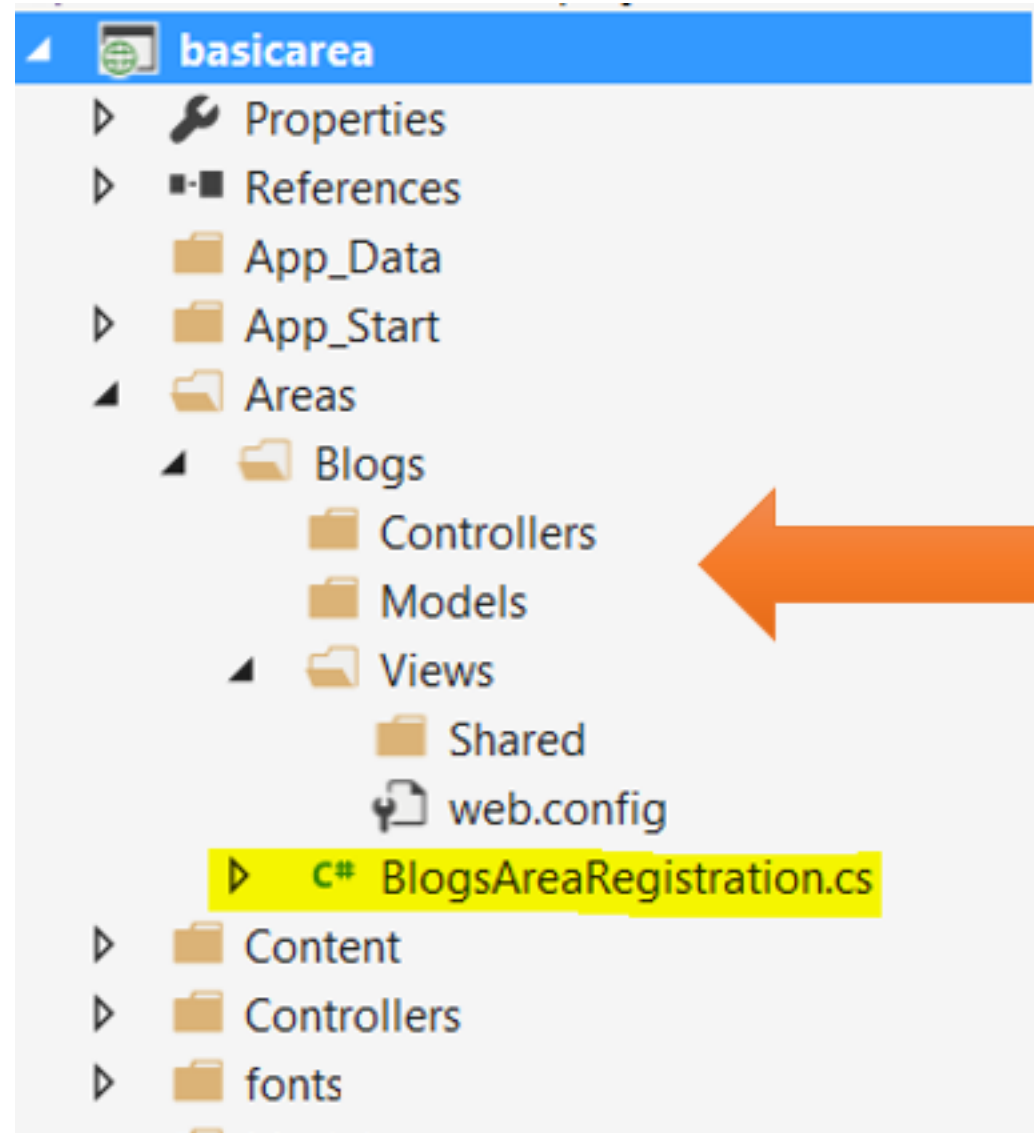 basicarea
Properties
References
App_Data
App_Start
Areas
Blogs
Controllers
Models
Views
Shared
web.config
C# BlogsAreaRegistration.cs
Content
Controllers
fonts